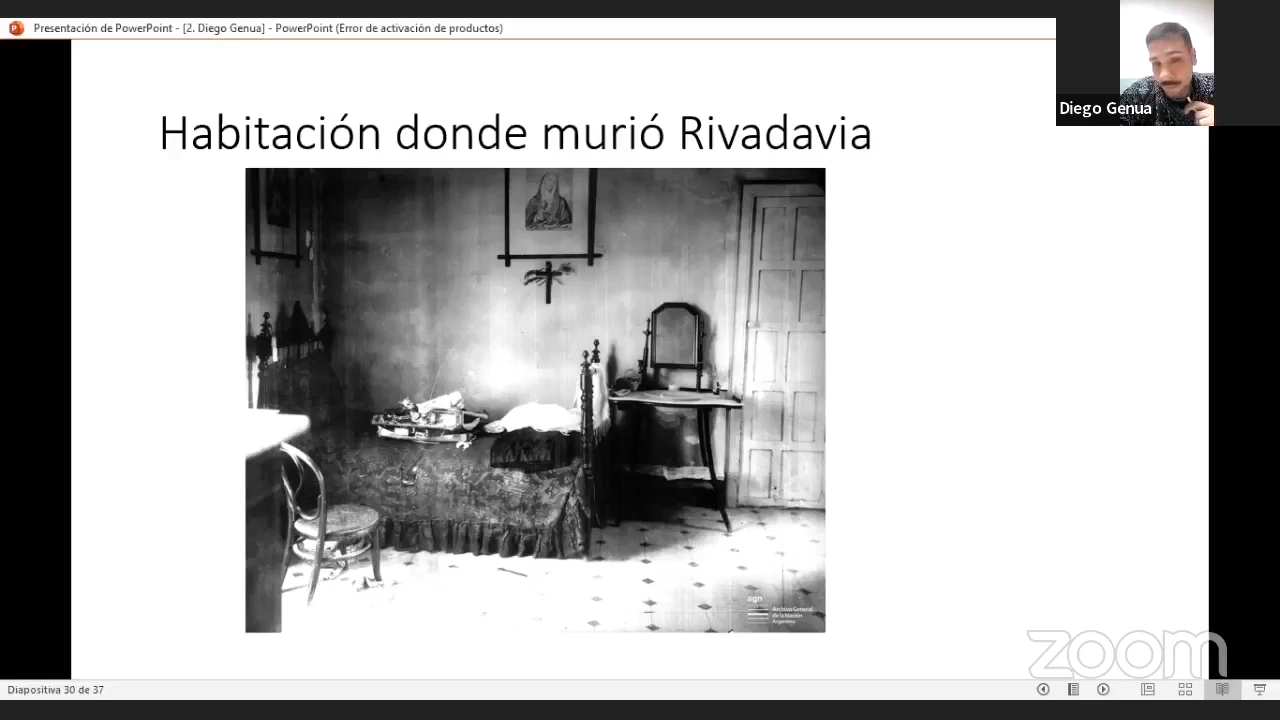 Presentación de PowerPoint - [2. Diego Genua] - PowerPoint (Error de activación de productos)
Diego Genua
Habitación donde murió Rivadavia
agn
Archivo General
de la Nación
Argentina
zoom
Diapositiva 30 de 37